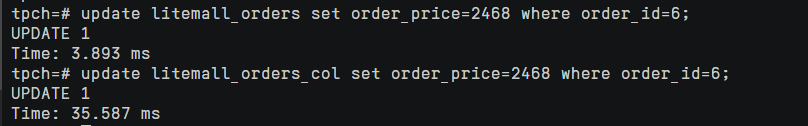 tpch=# update litemall_orders set order_price=2468 where order_id=6;
UPDATE 1
Time: 3.893 ms
tpch=# update litemall_orders_col set order_price=2468 where order_id=6;
UPDATE 1
Time: 35.587 ms